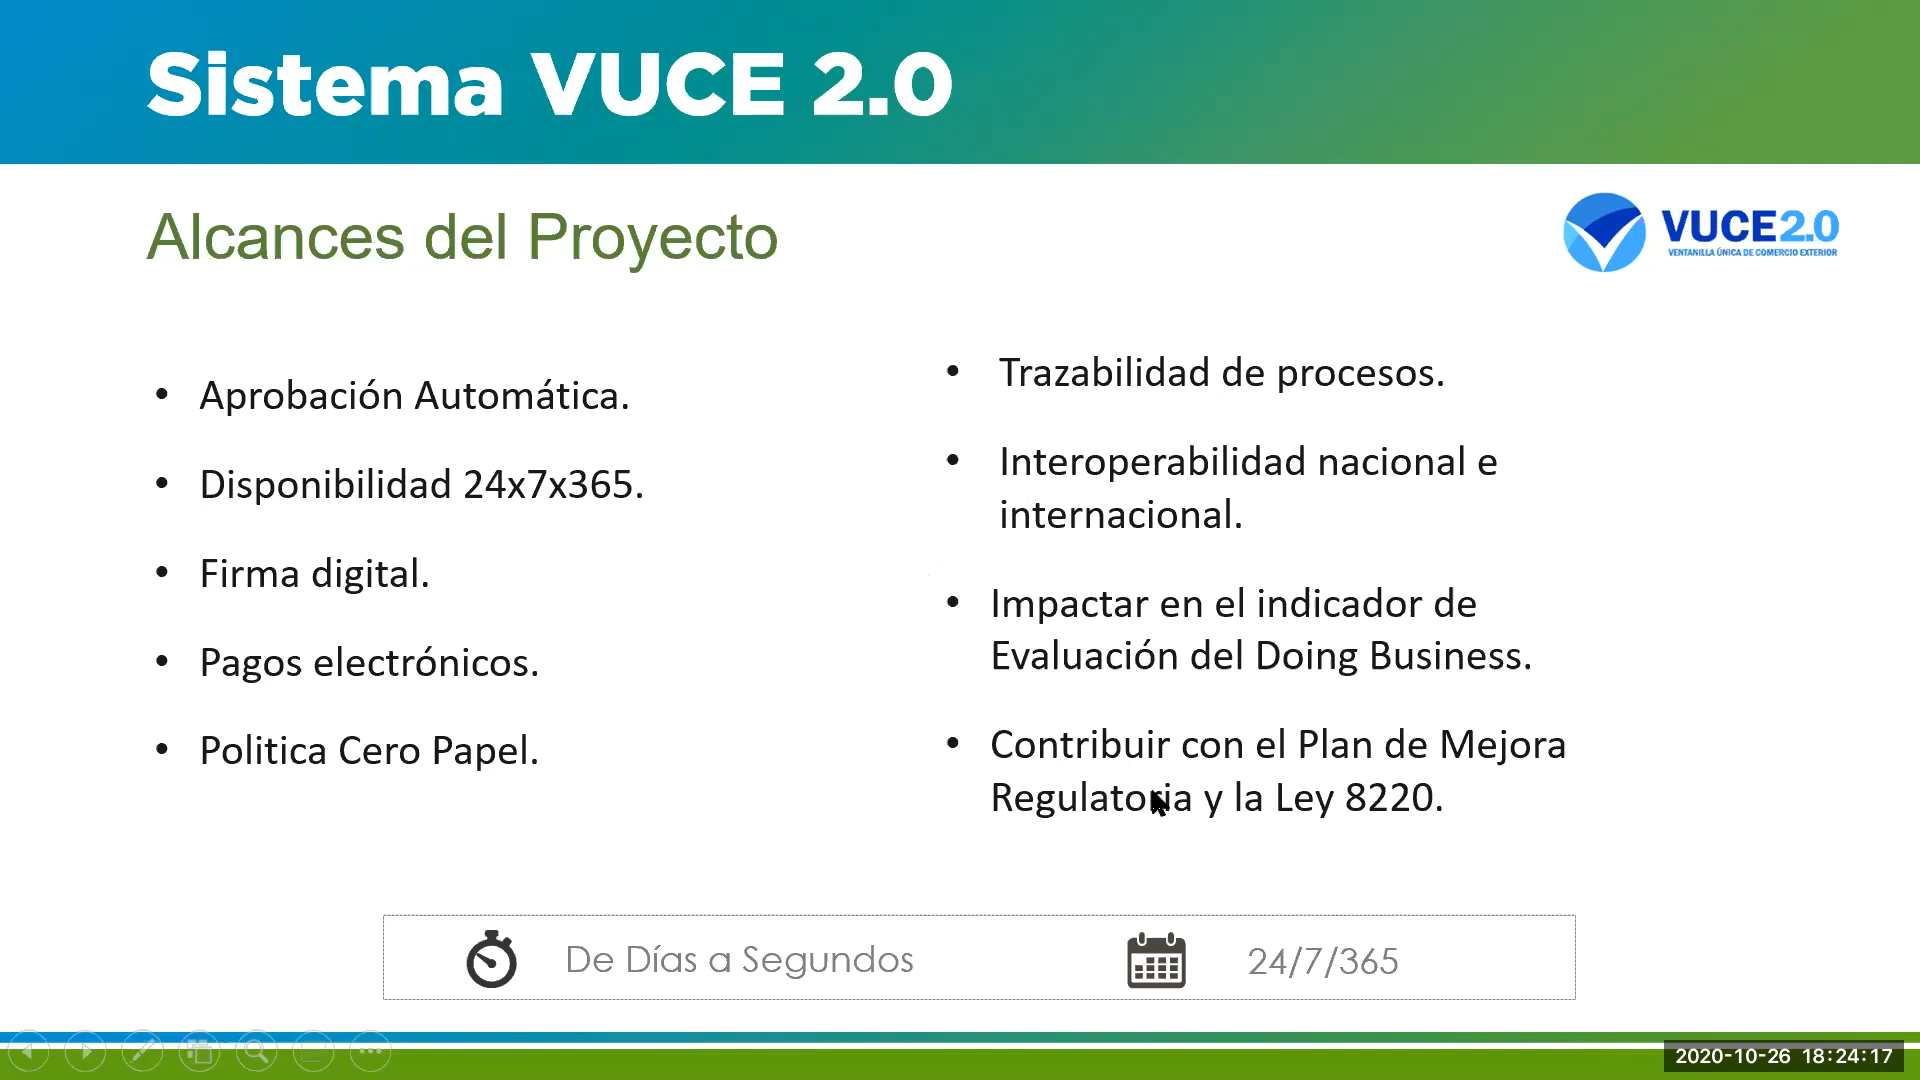 Sistema VUCE 2.0
Alcances del Proyecto
VUCE2.0
VENTANILLA ÚNICA DE COMERCIO EXTERIOR
• Aprobación Automática.
• Disponibilidad 24x7x365.
• Firma digital.
• Pagos electrónicos.
• Politica Cero Papel.
• Trazabilidad de procesos.
• Interoperabilidad nacional e
internacional.
• Impactar en el indicador de
Evaluación del Doing Business.
• Contribuir con el Plan de Mejora
Regulatoria y la Ley 8220.
De Días a Segundos
24/7/365
2020-10-26 18:24:17